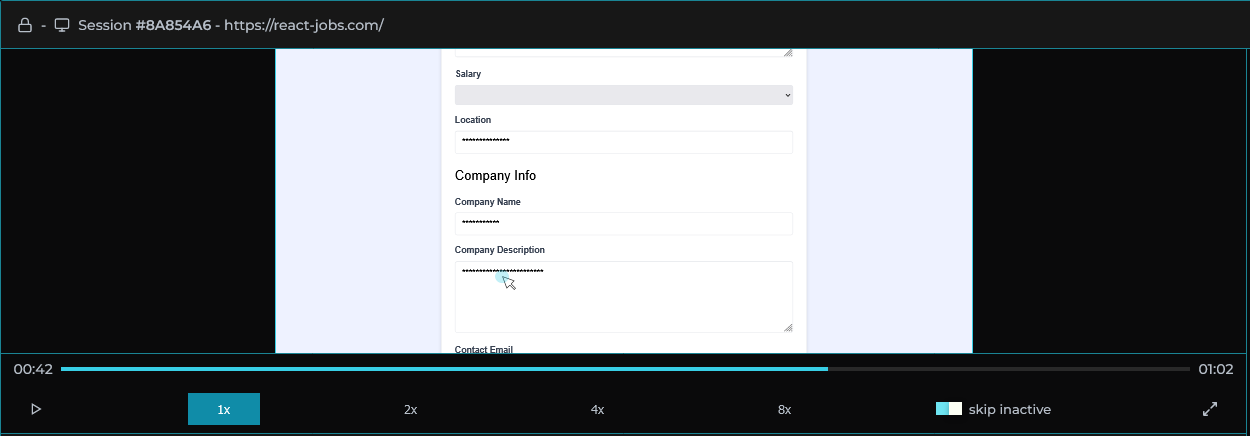 - Session #8A854A6 - https://react-jobs.com/
Salary
Location
**************
Company Info
Company Name
***********
Company Description
************************
Contact Email
00:42 01:02
1x 2x 4x 8x skip inactive